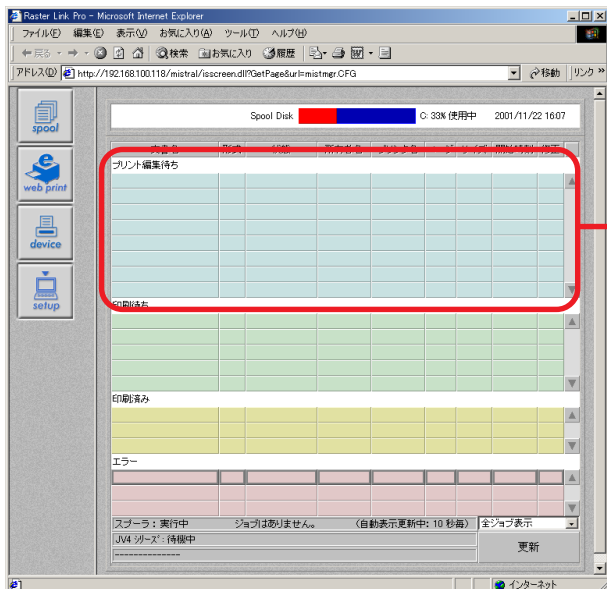 Raster Link Pro - Microsoft Internet Explorer
ファイル(F) 編集(E) 表示(V) お気に入り(A) ツール(T) ヘルプ(H)
戻る 検索 お気に入り 履歴
アドレス(D) http://192.168.100.118/mistral/isscreen.dll?GetPage&url=mistmgr.CFG 移動 リンク »
spool
Spool Disk C: 33% 使用中 2001/11/22 16:07
web print
プリント編集待ち
device
setup
印刷待ち
印刷済み
エラー
スプーラ : 実行中 ジョブはありません。 (自動表示更新中: 10 秒毎) 全ジョブ表示
JV4 シリーズ : 待機中
更新
--------------
インターネット